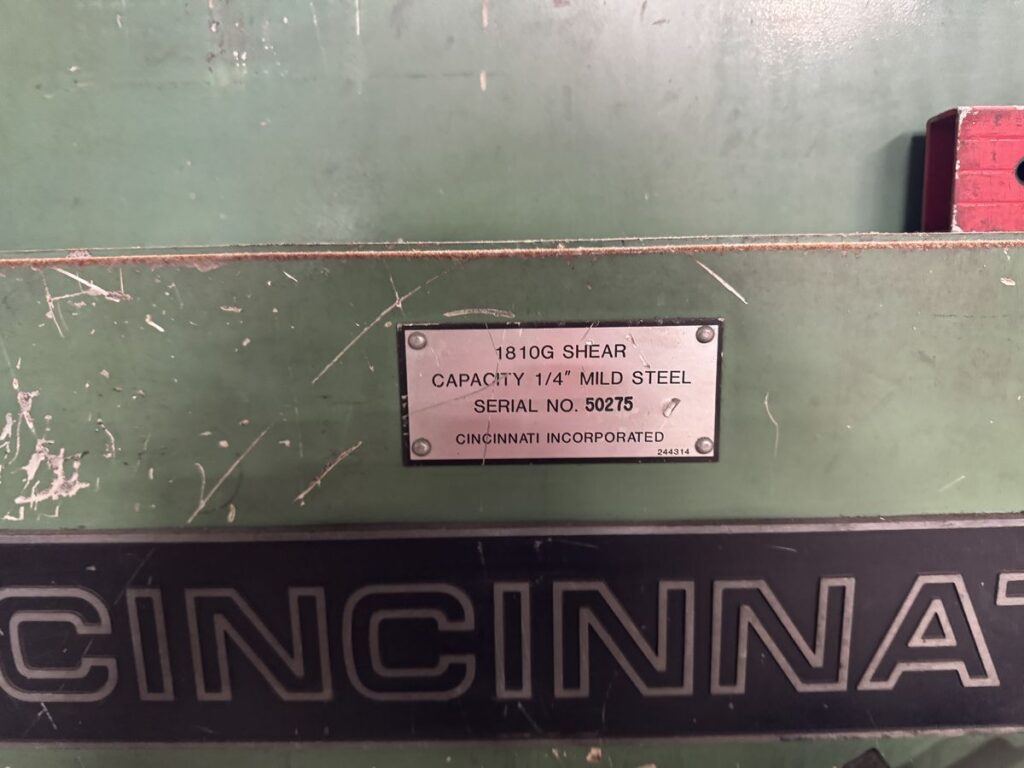 1810G SHEAR
CAPACITY 1/4" MILD STEEL
SERIAL NO. 50275
CINCINNATI INCORPORATED
244314
CINCINNAT